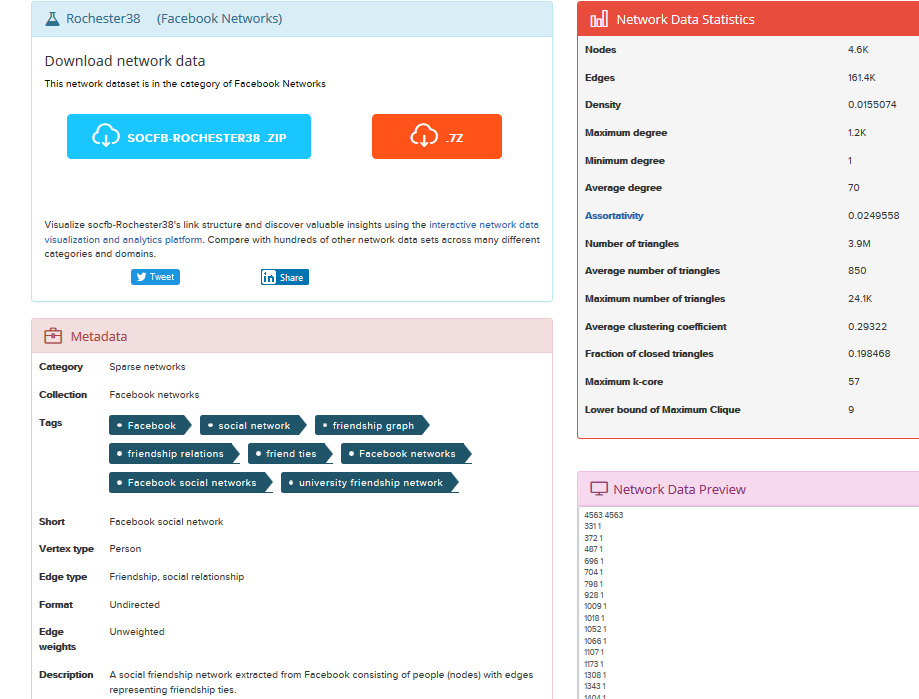 Rochester38 (Facebook Networks)
Download network data
This network dataset is in the category of Facebook Networks
SOCFB-ROCHESTER38 .ZIP
.7Z
Visualize socfb-Rochester38's link structure and discover valuable insights using the interactive network data
visualization and analytics platform. Compare with hundreds of other network data sets across many different
categories and domains.
Tweet
in Share
Metadata
Category Sparse networks
Collection Facebook networks
Tags Facebook social network friendship graph
friendship relations friend ties Facebook networks
Facebook social networks university friendship network
Short Facebook social network
Vertex type Person
Edge type Friendship, social relationship
Format Undirected
Edge weights Unweighted
Description A social friendship network extracted from Facebook consisting of people (nodes) with edges
representing friendship ties.
Network Data Statistics
Nodes 4.6K
Edges 161.4K
Density 0.0155074
Maximum degree 1.2K
Minimum degree 1
Average degree 70
Assortativity 0.0249558
Number of triangles 3.9M
Average number of triangles 850
Maximum number of triangles 24.1K
Average clustering coefficient 0.29322
Fraction of closed triangles 0.198468
Maximum k-core 57
Lower bound of Maximum Clique 9
Network Data Preview
4563 4563
331 1
372 1
487 1
696 1
704 1
798 1
928 1
1009 1
1018 1
1052 1
1066 1
1107 1
1173 1
1308 1
1343 1
1404 1